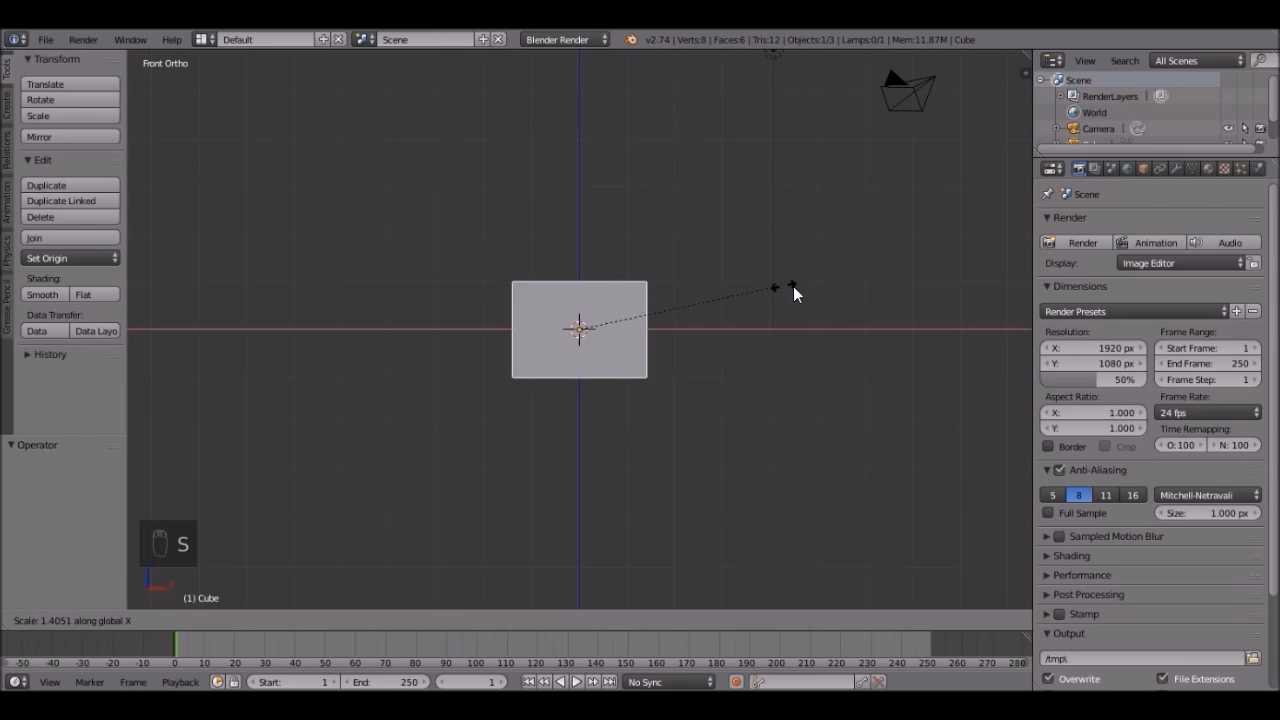 File Render Window Help Default Scene Blender Render v2.74 | Verts:8 | Faces:6 | Tris:12 | Objects:1/3 | Lamps:0/1 | Mem:11.87M | Cube
Tools
Create
Relations
Animation
Physics
Grease Pencil
Transform
Translate
Rotate
Scale
Mirror
Edit
Duplicate
Duplicate Linked
Delete
Join
Set Origin
Shading:
Smooth Flat
Data Transfer:
Data Data Layo
History
Operator
Front Ortho
S
(1) Cube
Scale: 1.4051 along global X
View Search All Scenes
Scene
RenderLayers
World
Camera
Scene
Render
Render Animation Audio
Display: Image Editor
Dimensions
Render Presets
Resolution: Frame Range:
X: 1920 px Start Frame: 1
Y: 1080 px End Frame: 250
50% Frame Step: 1
Aspect Ratio: Frame Rate:
X: 1.000 24 fps
Y: 1.000 Time Remapping:
Border Crop O: 100 N: 100
Anti-Aliasing
5 8 11 16 Mitchell-Netravali
Full Sample Size: 1.000 px
Sampled Motion Blur
Shading
Performance
Post Processing
Stamp
Output
/tmp\
Overwrite File Extensions
-50 -40 -30 -20 -10 0 10 20 30 40 50 60 70 80 90 100 110 120 130 140 150 160 170 180 190 200 210 220 230 240 250 260 270 280
View Marker Frame Playback Start: 1 End: 250 1 No Sync